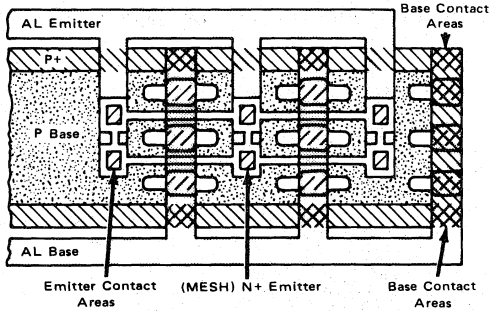 Base Contact
Areas
AL Emitter
P+
P Base
AL Base
Emitter Contact
Areas
(MESH) N+ Emitter
Base Contact
Areas